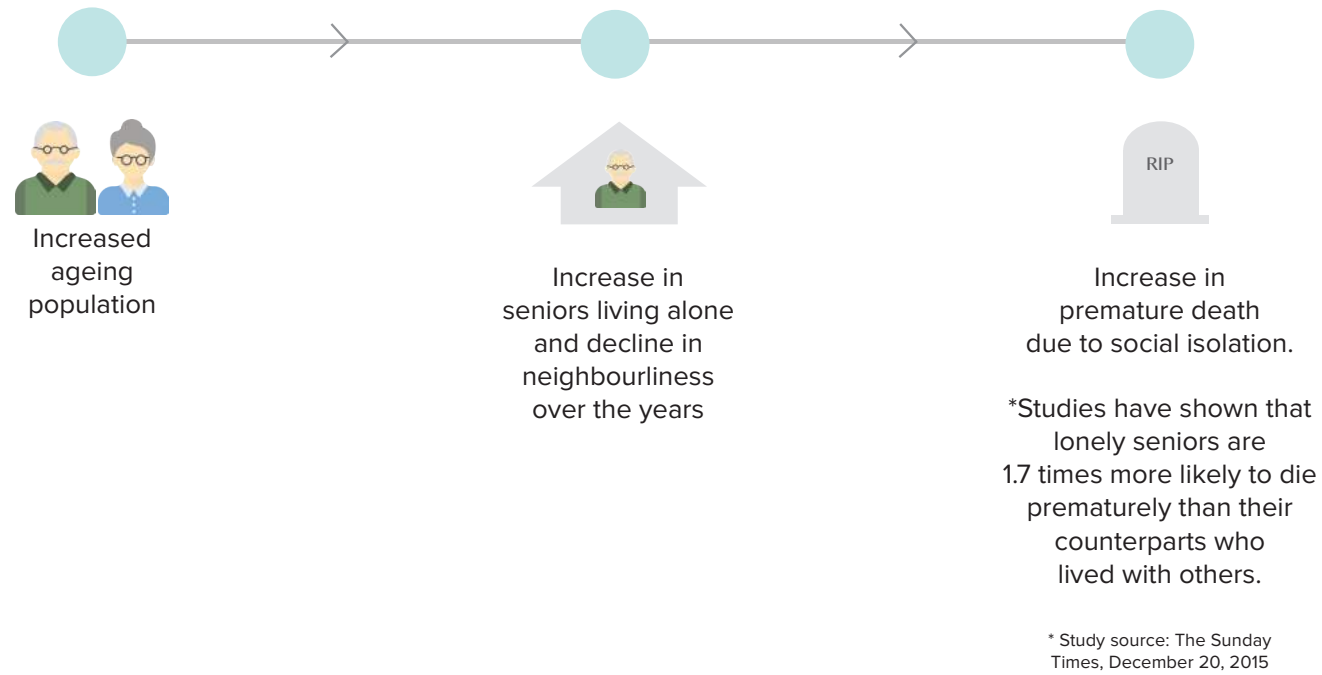 Increased
ageing
population
Increase in
seniors living alone
and decline in
neighbourliness
over the years
RIP
Increase in
premature death
due to social isolation.
*Studies have shown that
lonely seniors are
1.7 times more likely to die
prematurely than their
counterparts who
lived with others.
* Study source: The Sunday
Times, December 20, 2015